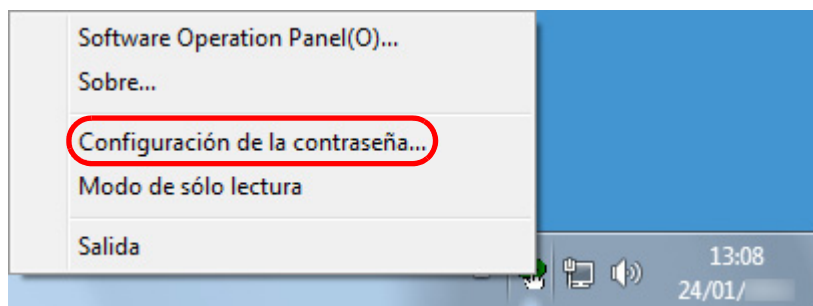 Software Operation Panel(O)...
Sobre...
Configuración de la contraseña...
Modo de sólo lectura
Salida
13:08
24/01/